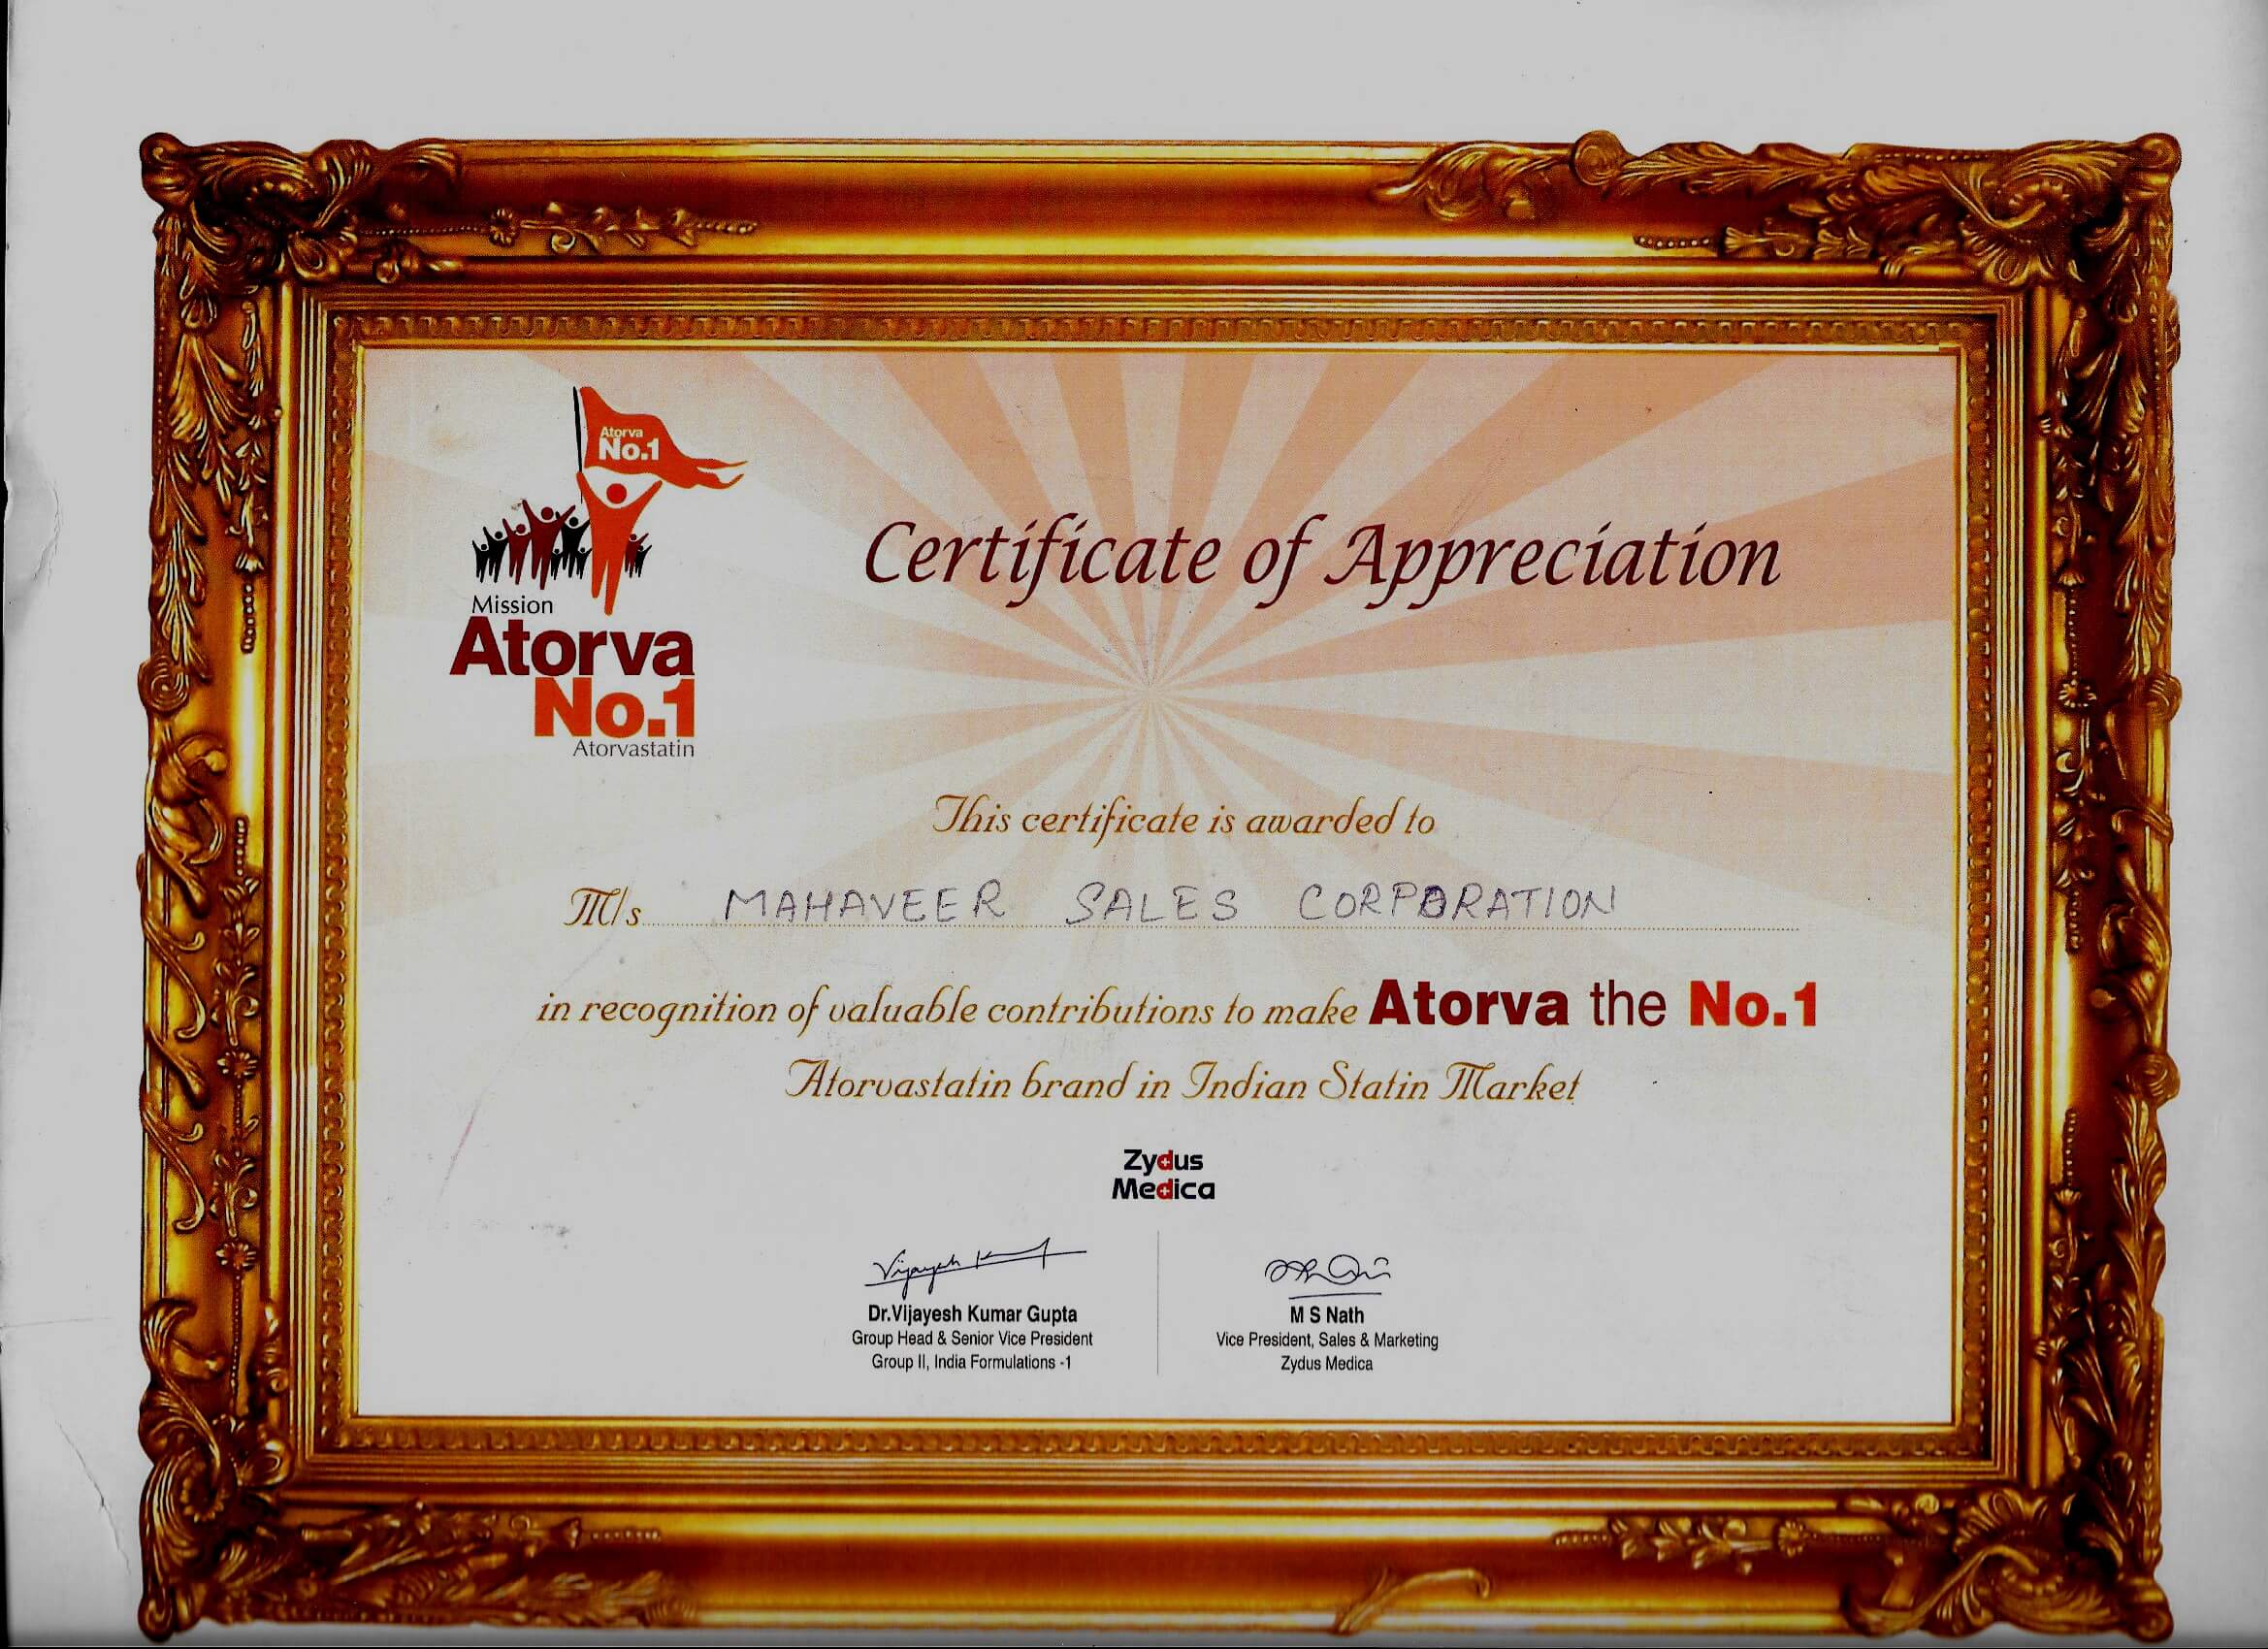 Atorva
No.1
Mission
Atorva
No.1
Atorvastatin
Certificate of Appreciation
This certificate is awarded to
M/s MAHAVEER SALES CORPORATION
in recognition of valuable contributions to make Atorva the No.1
Atorvastatin brand in Indian Statin Market
Zydus
Medica
Vijayesh K
Dr.Vijayesh Kumar Gupta
Group Head & Senior Vice President
Group II, India Formulations -1
M S Nath
Vice President, Sales & Marketing
Zydus Medica